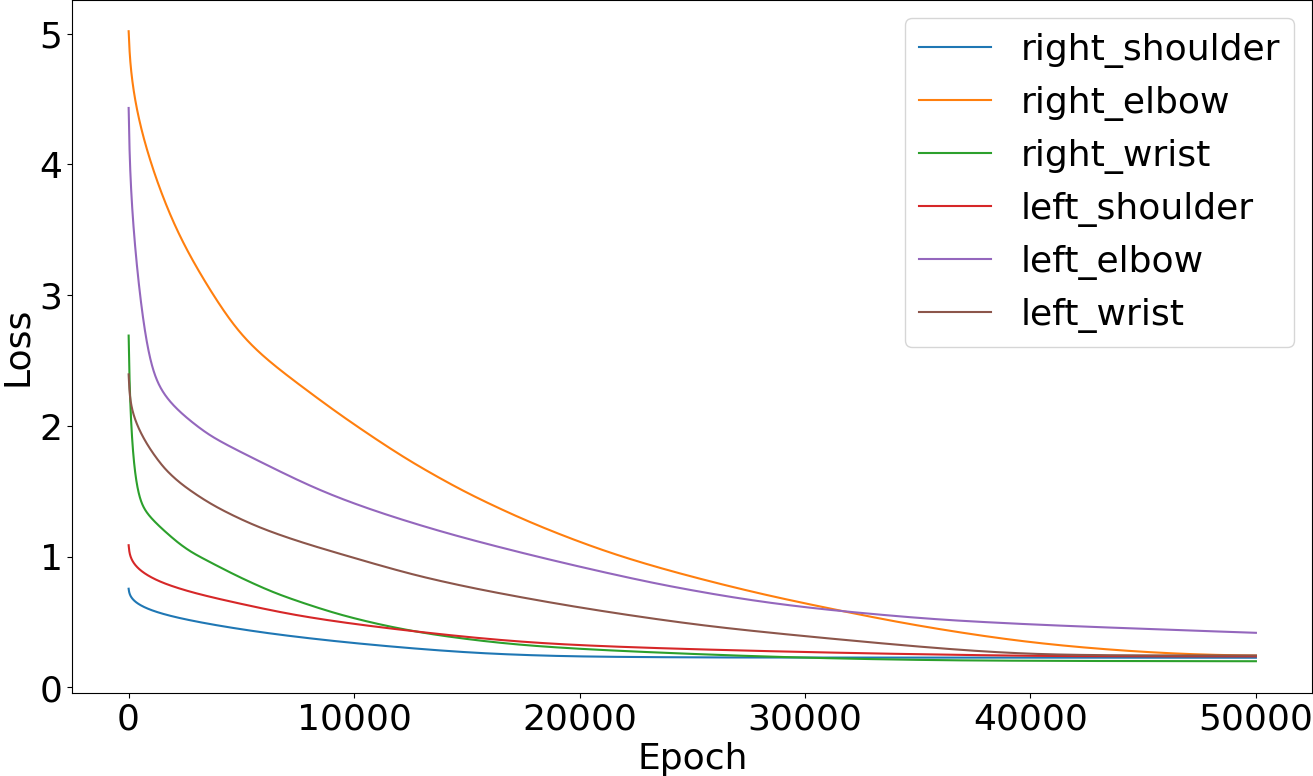 5
4
3
2
1
0
Loss
right_shoulder
right_elbow
right_wrist
left_shoulder
left_elbow
left_wrist
0 10000 20000 30000 40000 50000
Epoch